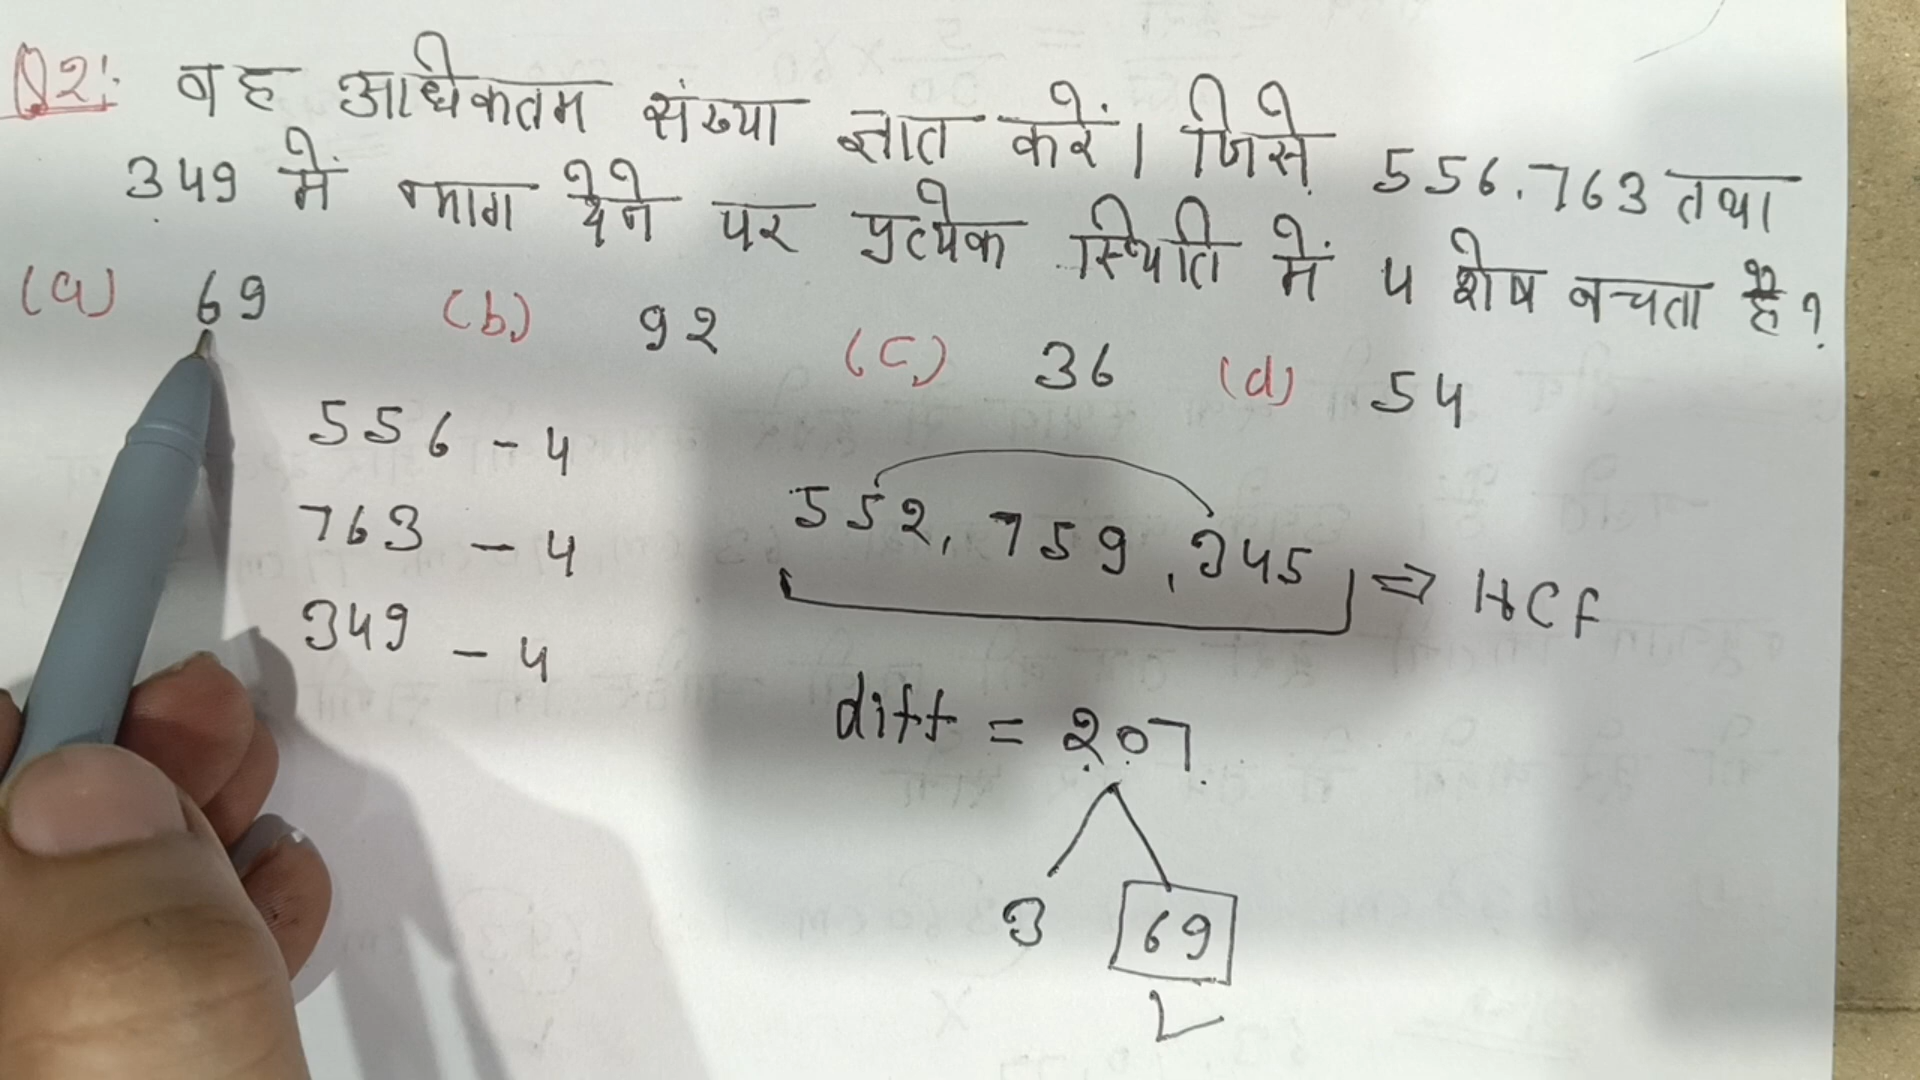 Q2: वह अधिकतम संख्या ज्ञात करें। जिसे 556, 763 तथा
349 में भाग देने पर प्रत्येक स्थिति में 4 शेष बचता है?
(a) 69 (b) 92 (c) 36 (d) 54
556 - 4
763 - 4
349 - 4
552, 759, 345 ⇒ HCF
diff = 207
3 69